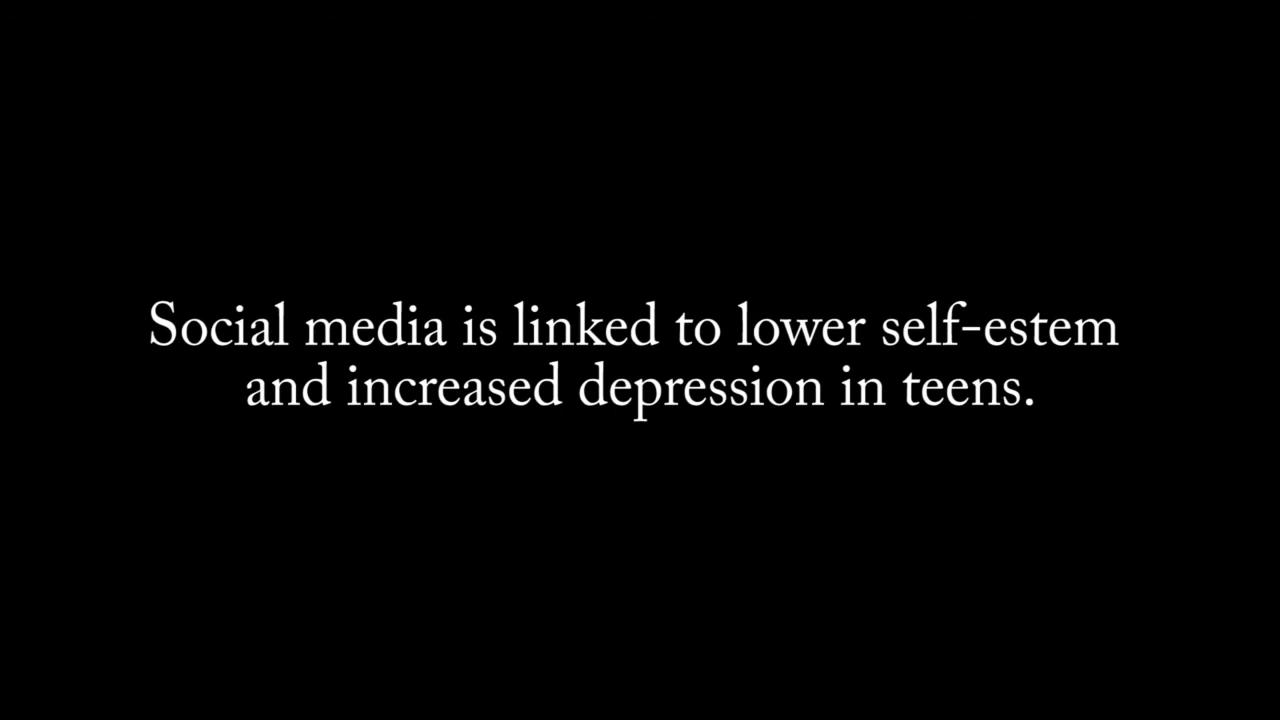 Social media is linked to lower self-estem
and increased depression in teens.